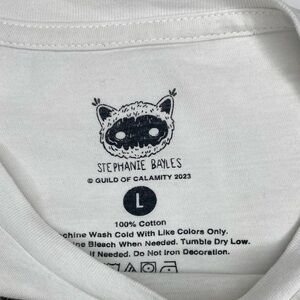 STEPHANIE BAYLES
© GUILD OF CALAMITY 2023
L
100% Cotton
chine Wash Cold With Like Colors Only.
Bleach When Needed. Tumble Dry Low.
if Needed. Do Not Iron Decoration.